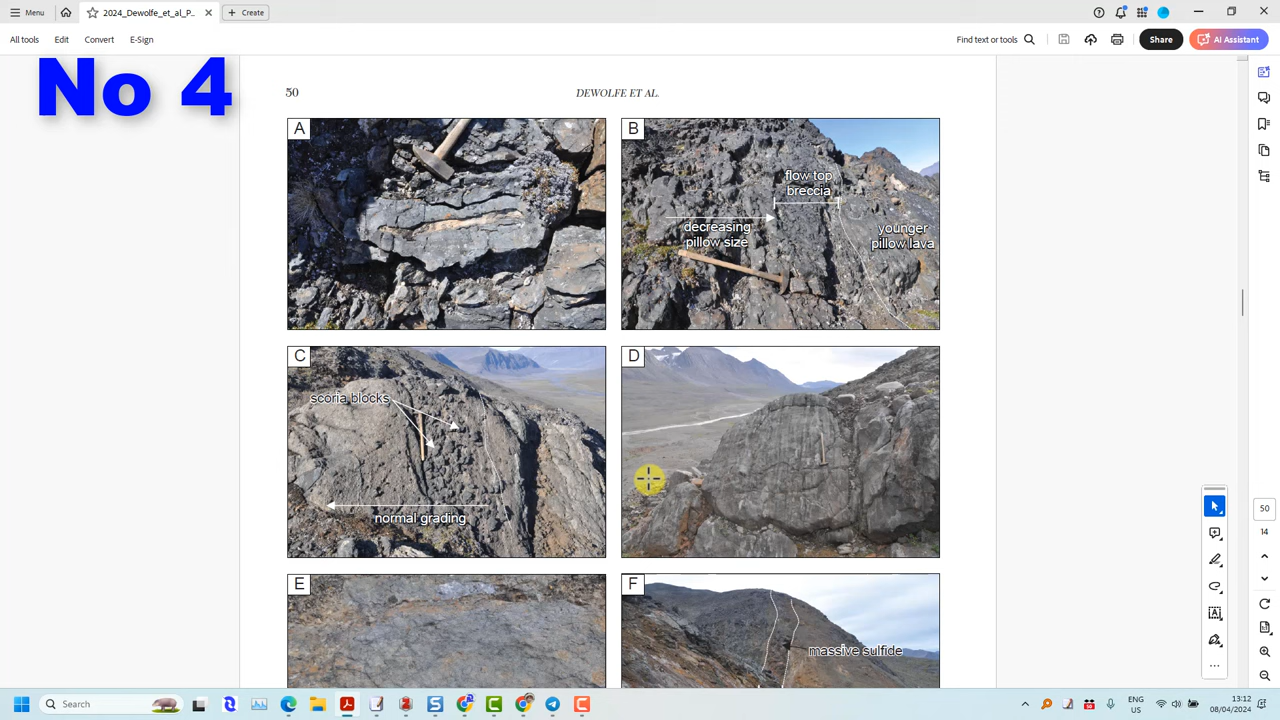 Menu
2024_Dewolfe_et_al_P...
Create
All tools
Edit
Convert
E-Sign
Find text or tools
Share
AI Assistant
No 4
50
DEWOLFE ET AL.
A
B
flow top
breccia
decreasing
pillow size
younger
pillow lava
C
scoria blocks
normal grading
D
E
F
massive sulfide
50
14
Search
ENG
US
13:12
08/04/2024